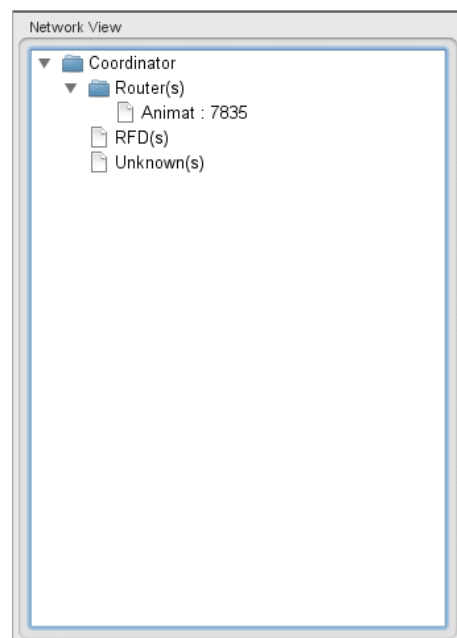 Network View
Coordinator
Router(s)
Animat : 7835
RFD(s)
Unknown(s)